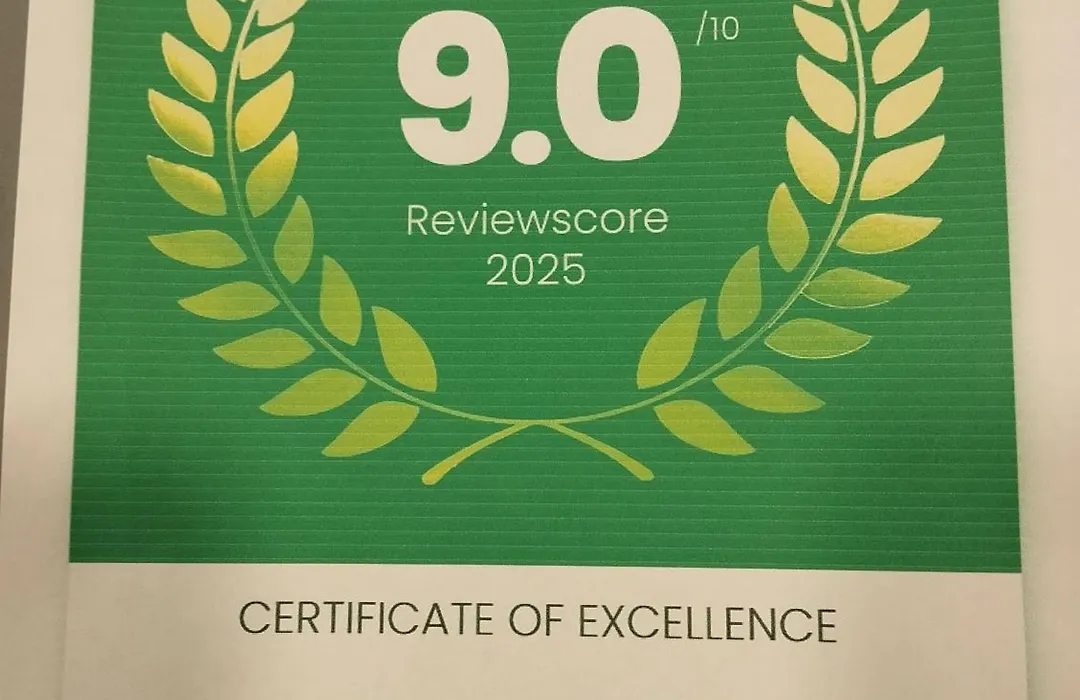 9.0 /10
Reviewscore
2025
CERTIFICATE OF EXCELLENCE